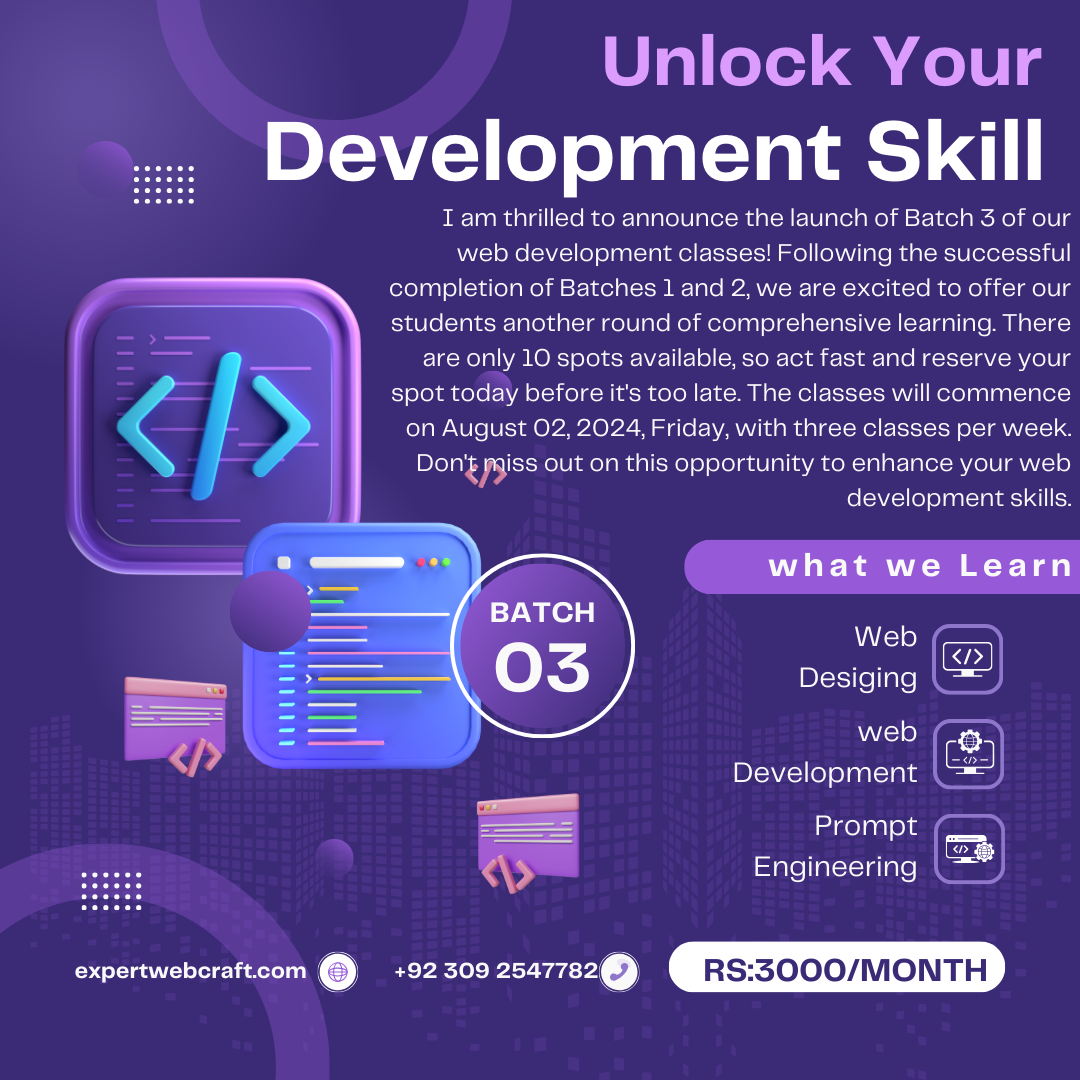 Unlock Your
Development Skill
I am thrilled to announce the launch of Batch 3 of our
web development classes! Following the successful
completion of Batches 1 and 2, we are excited to offer our
students another round of comprehensive learning. There
are only 10 spots available, so act fast and reserve your
spot today before it's too late. The classes will commence
on August 02, 2024, Friday, with three classes per week.
Don't miss out on this opportunity to enhance your web
development skills.
what we Learn
BATCH
03
Web
Desiging
web
Development
Prompt
Engineering
expertwebcraft.com
+92 309 2547782
RS:3000/MONTH